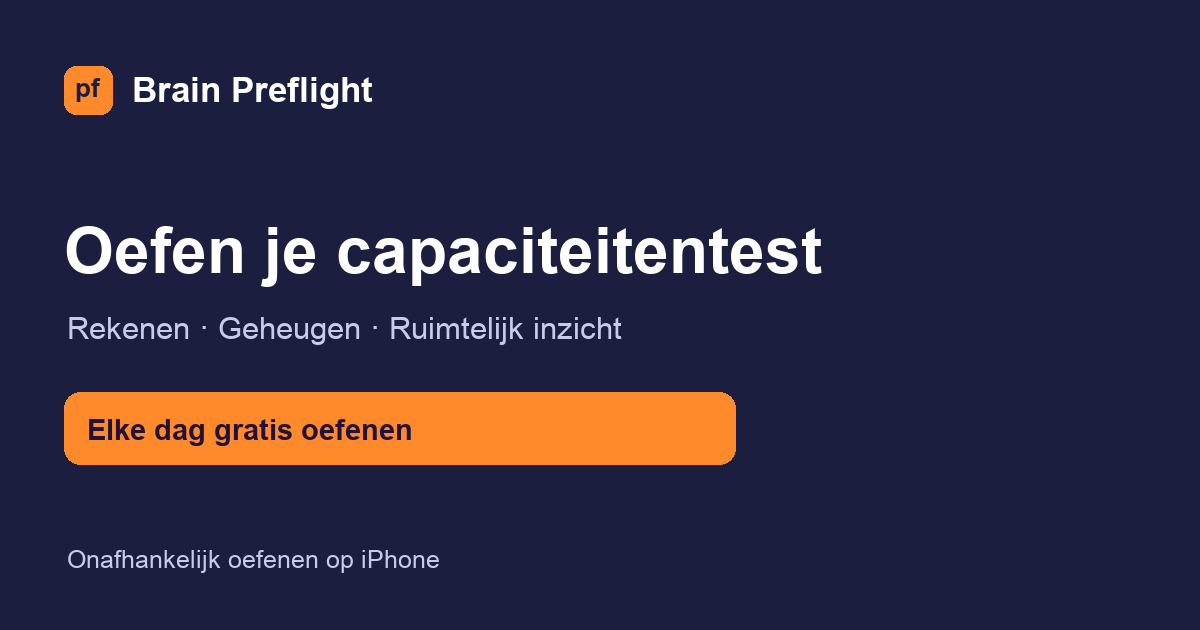 pf Brain Preflight
Oefen je capaciteitentest
Rekenen · Geheugen · Ruimtelijk inzicht
Elke dag gratis oefenen
Onafhankelijk oefenen op iPhone